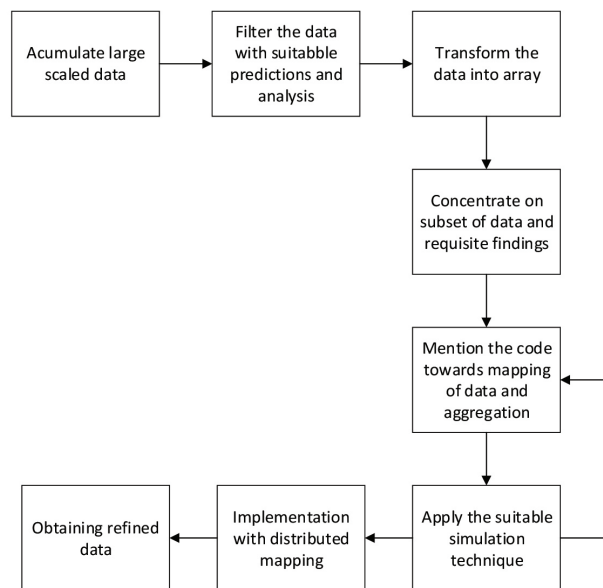 Acumulate large
scaled data
Filter the data
with suitabble
predictions and
analysis
Transform the
data into array
Concentrate on
subset of data and
requisite findings
Mention the code
towards mapping
of data and
aggregation
Apply the suitable
simulation
technique
Implementation
with distributed
mapping
Obtaining refined
data